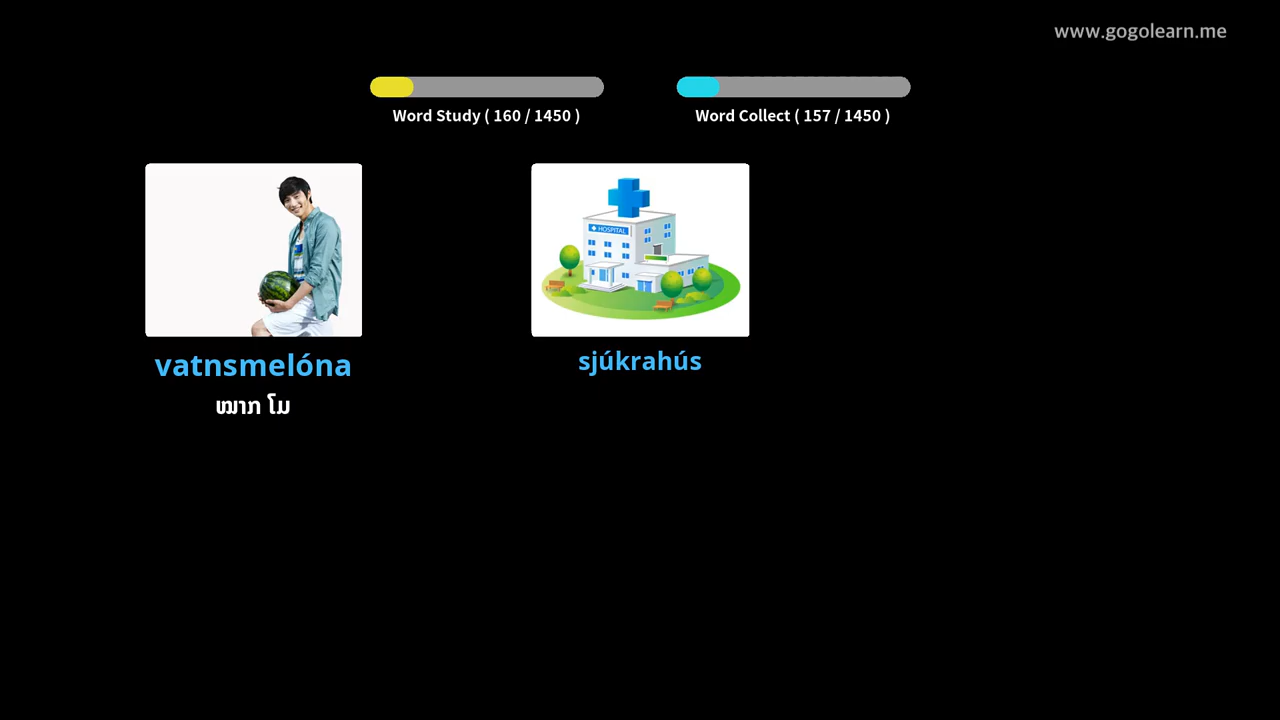 www.gogolearn.me
Word Study ( 160 / 1450 )
Word Collect ( 157 / 1450 )
HOSPITAL
vatnsmelóna
sjúkrahús
ໝາກ ໂມ